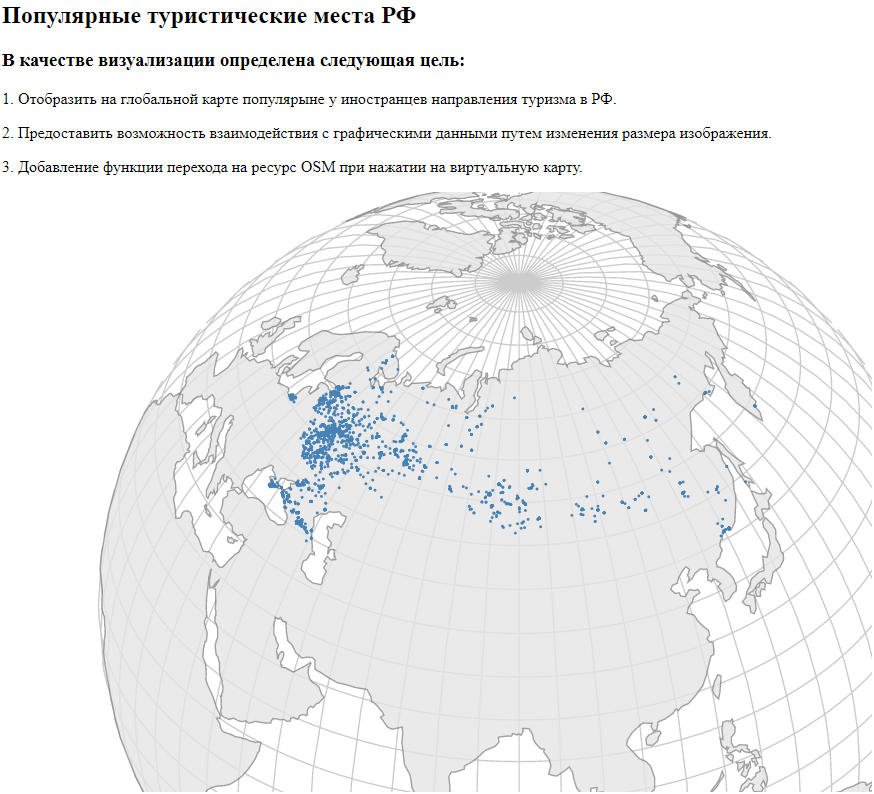 Популярные туристические места РФ
В качестве визуализации определена следующая цель:
1. Отобразить на глобальной карте популярыне у иностранцев направления туризма в РФ.
2. Предоставить возможность взаимодействия с графическими данными путем изменения размера изображения.
3. Добавление функции перехода на ресурс OSM при нажатии на виртуальную карту.